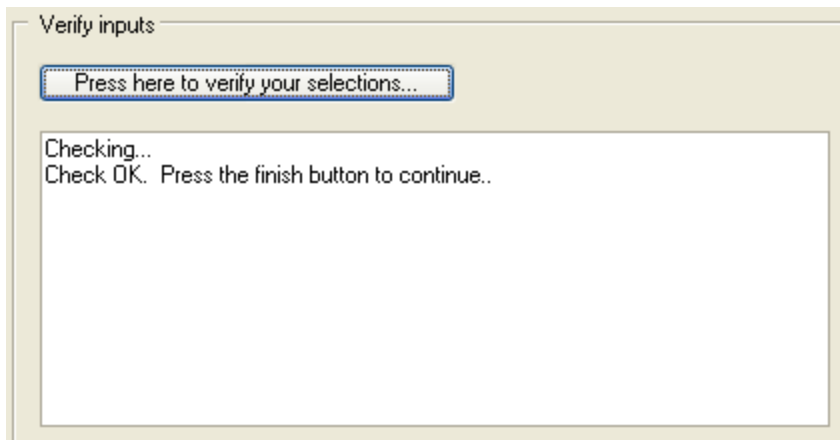 Verify inputs
Press here to verify your selections...
Checking...
Check OK.  Press the finish button to continue..